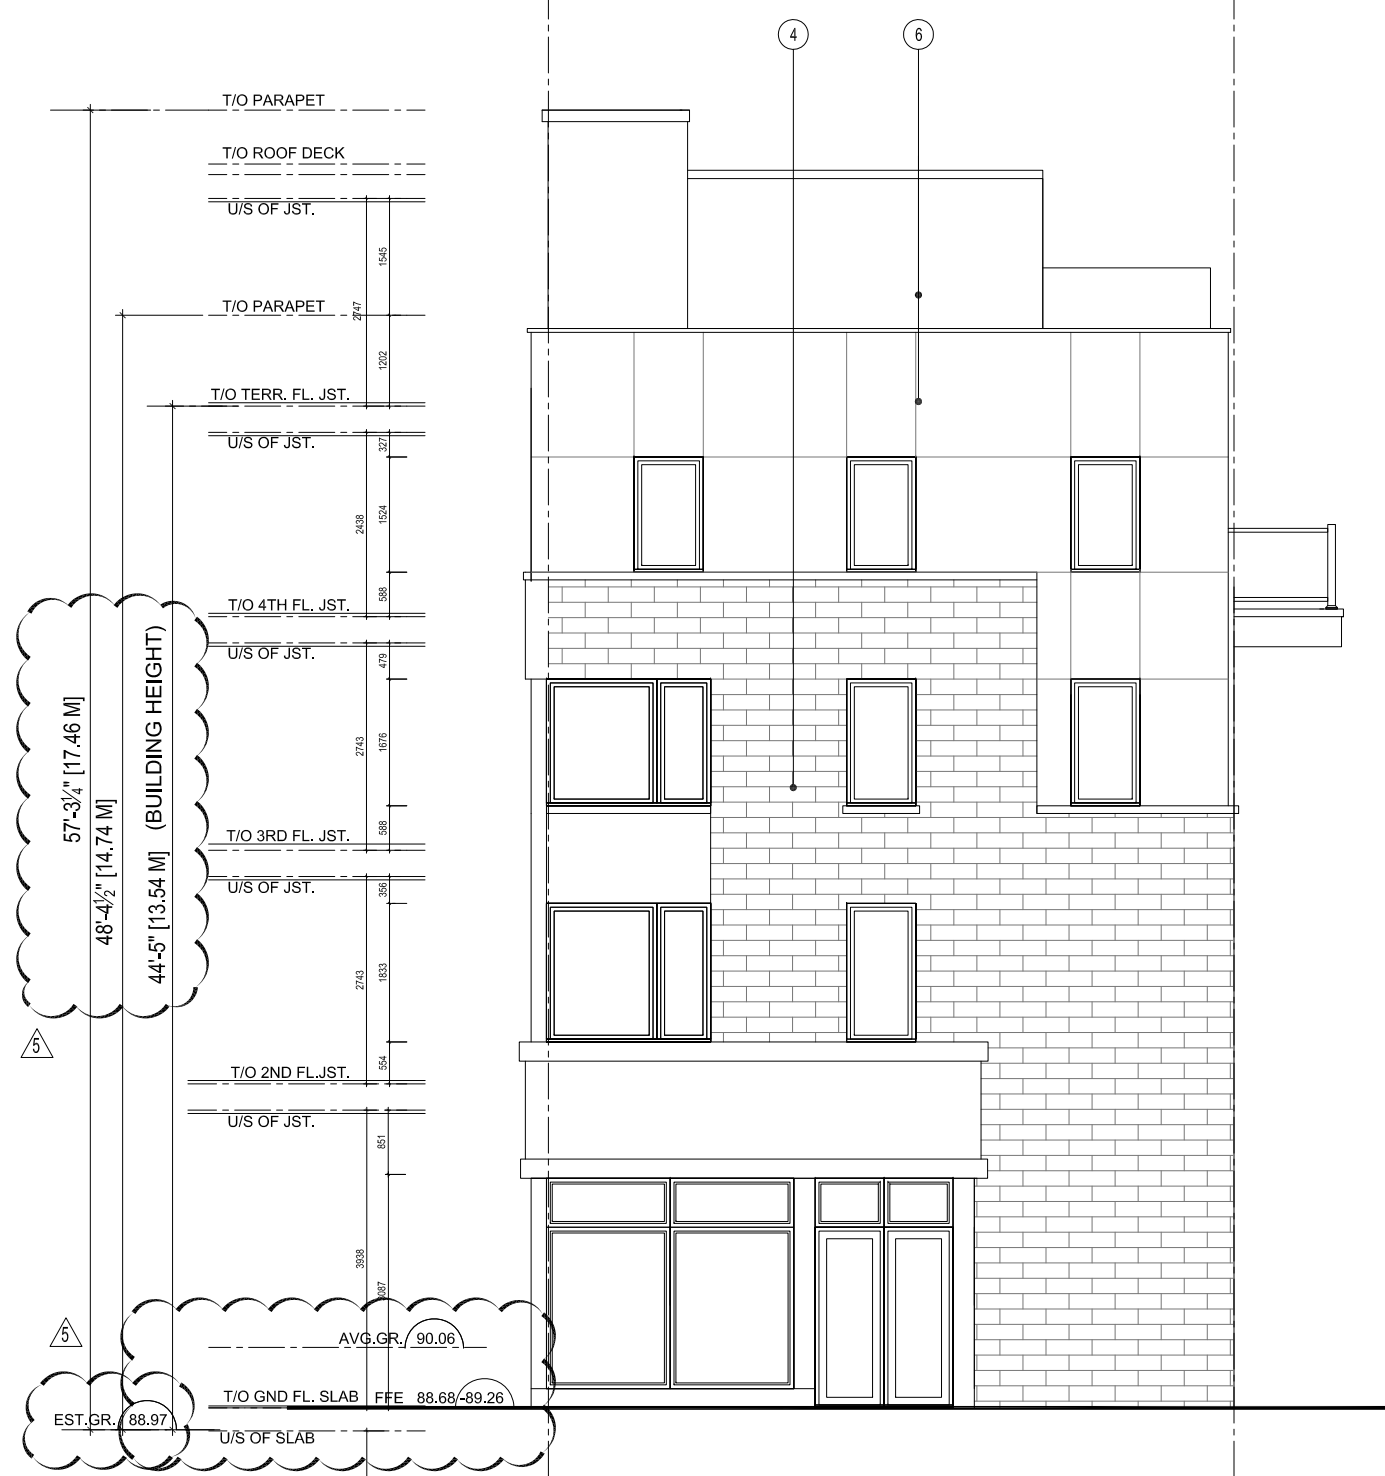 4
6
T/O PARAPET
T/O ROOF DECK
U/S OF JST.
1545
2747
T/O PARAPET
1202
T/O TERR. FL. JST.
U/S OF JST.
327
2438
1524
588
T/O 4TH FL. JST.
U/S OF JST.
479
2743
1676
588
T/O 3RD FL. JST.
U/S OF JST.
356
2743
1833
554
T/O 2ND FL.JST.
U/S OF JST.
851
3938
57'-3¼" [17.46 M]
48'-4½" [14.74 M]
44'-5" [13.54 M] (BUILDING HEIGHT)
5
5
AVG.GR. 90.06
T/O GND FL. SLAB FFE 88.68-89.26
EST.GR. 88.97
U/S OF SLAB